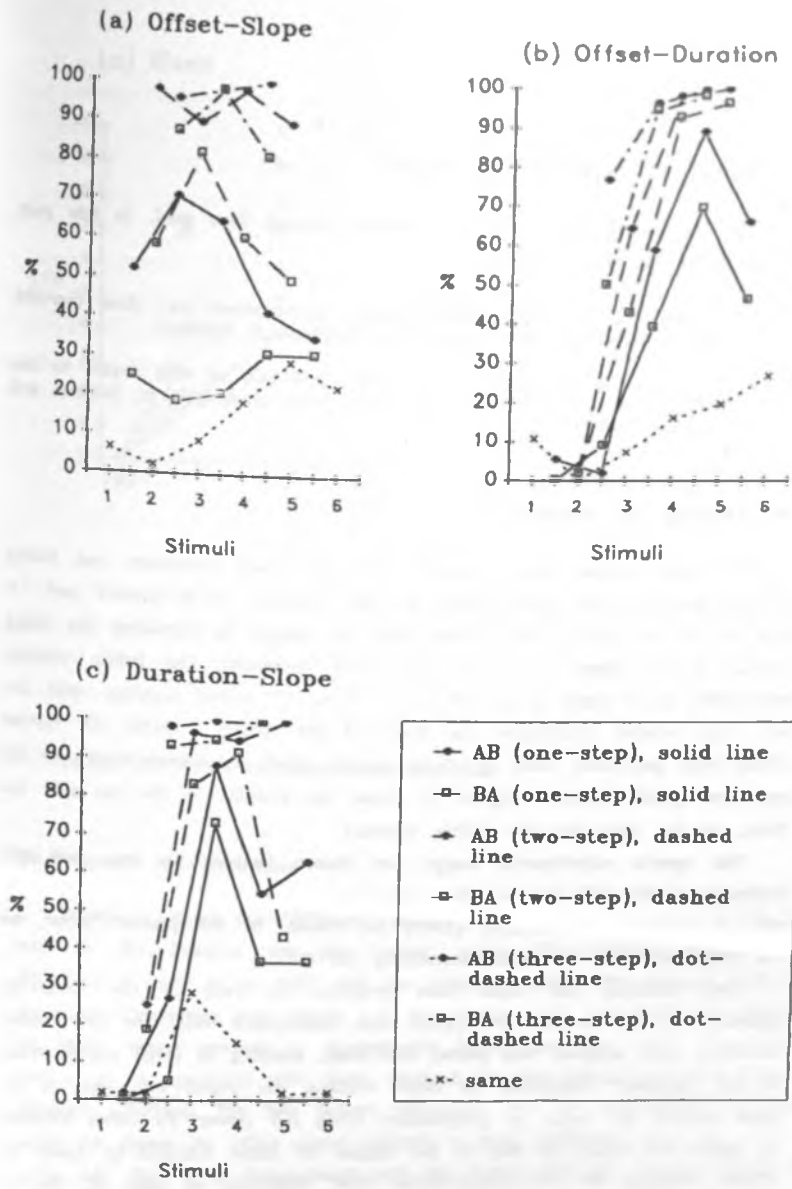 (a) Offset-Slope
100
90
80
70
60
50
%
40
30
20
10
0
1 2 3 4 5 6
Stimuli
(b) Offset-Duration
100
90
80
70
60
50
%
40
30
20
10
0
1 2 3 4 5 6
Stimuli
(c) Duration-Slope
100
90
80
70
60
50
%
40
30
20
10
0
1 2 3 4 5 6
Stimuli
AB (one-step), solid line
BA (one-step), solid line
AB (two-step), dashed
line
BA (two-step), dashed
line
AB (three-step), dot-
dashed line
BA (three-step), dot-
dashed line
same